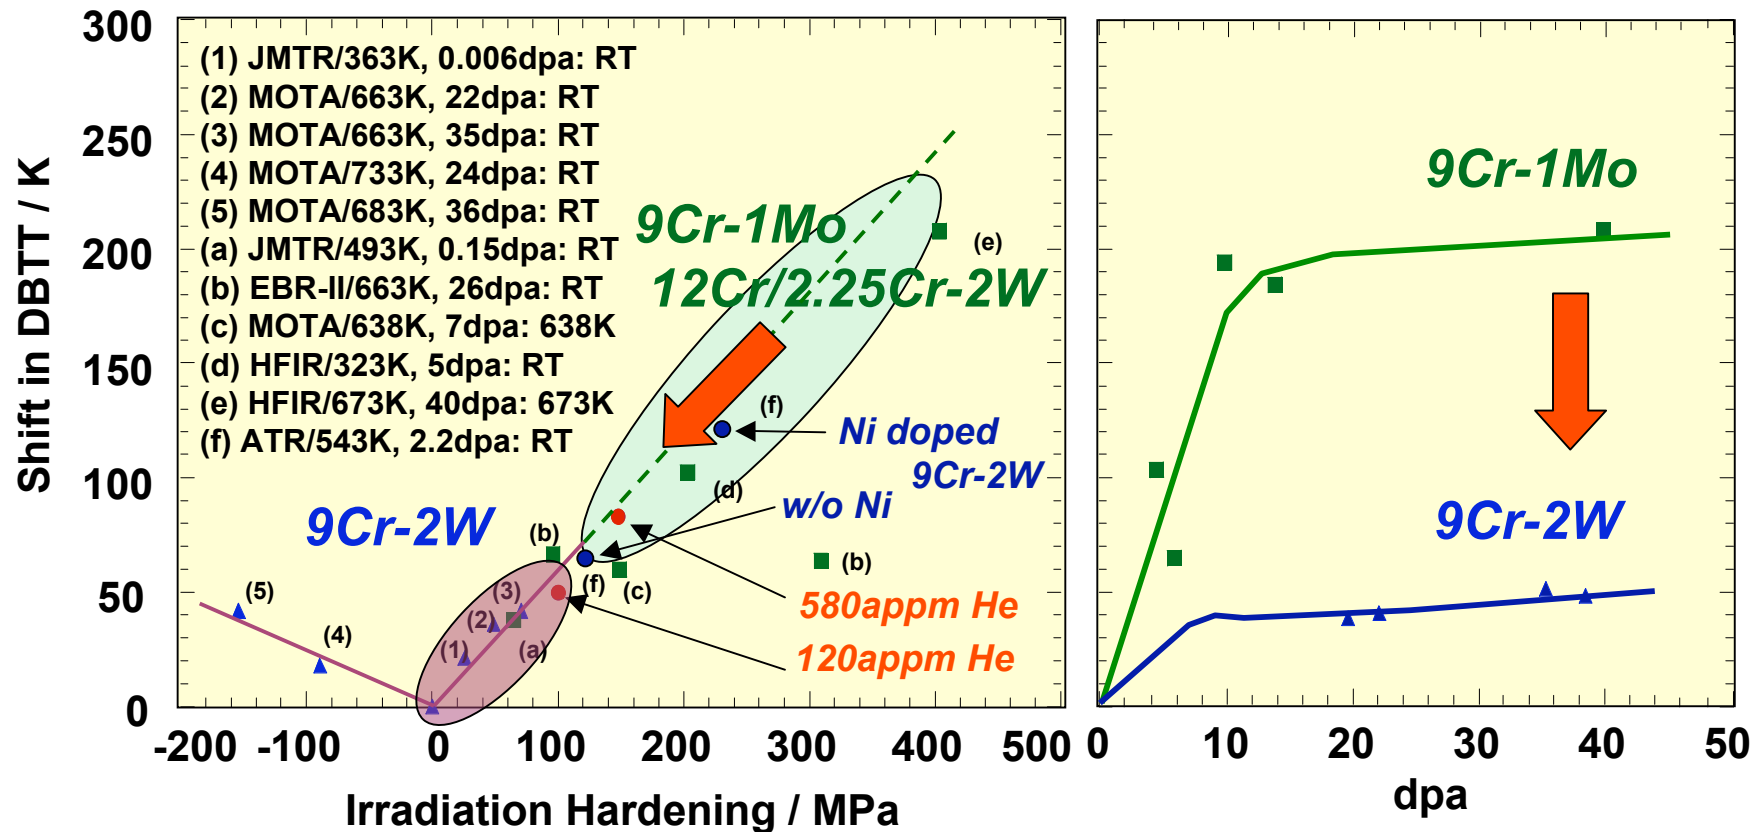 300
250
200
150
100
50
0
Shift in DBTT / K
(1) JMTR/363K, 0.006dpa: RT
(2) MOTA/663K, 22dpa: RT
(3) MOTA/663K, 35dpa: RT
(4) MOTA/733K, 24dpa: RT
(5) MOTA/683K, 36dpa: RT
(a) JMTR/493K, 0.15dpa: RT
(b) EBR-II/663K, 26dpa: RT
(c) MOTA/638K, 7dpa: 638K
(d) HFIR/323K, 5dpa: RT
(e) HFIR/673K, 40dpa: 673K
(f) ATR/543K, 2.2dpa: RT
9Cr-1Mo
(e)
12Cr/2.25Cr-2W
(f)
Ni doped
9Cr-2W
(d)
w/o Ni
9Cr-2W
(b)
(b)
(f)
(c)
580appm He
120appm He
(5)
(4)
(3)
(2)
(1)
(a)
-200 -100 0 100 200 300 400 500
Irradiation Hardening / MPa
9Cr-1Mo
9Cr-2W
0 10 20 30 40 50
dpa